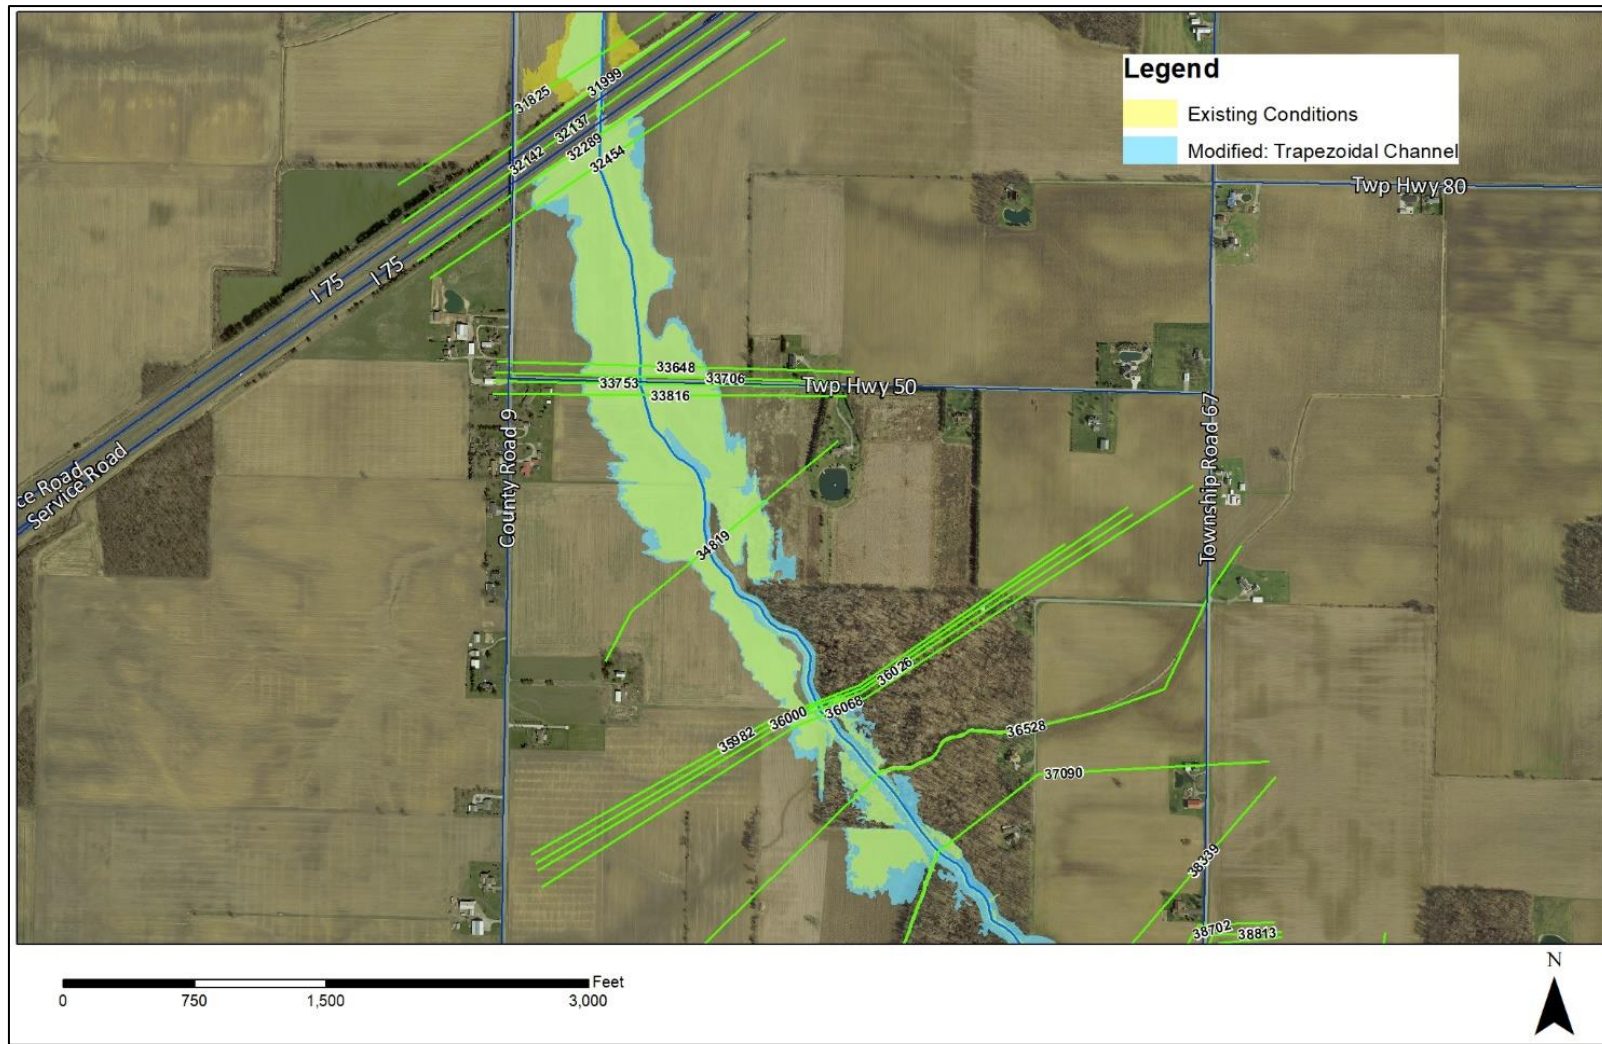 Legend
Existing Conditions
Modified: Trapezoidal Channel
31825
31999
32137
32142
32289
32454
Twp Hwy 80
I 75
I 75
33648
33706
33753
Twp Hwy 50
33816
County Road 9
Township Road 67
ce Road
Service Road
34819
36026
36068
36000
35982
36528
37090
38339
38702
38813
Feet
0 750 1,500 3,000
N